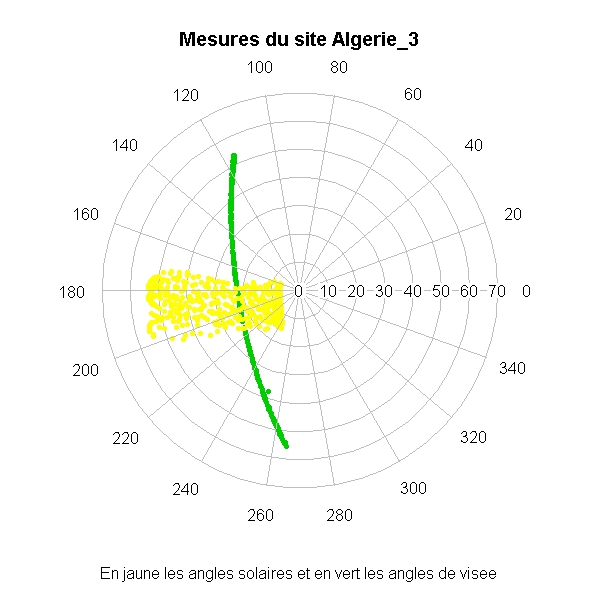 Mesures du site Algerie_3
100 80
120 60
140 40
160 20
180 0 10 20 30 40 50 60 70 0
200 340
220 320
240 300
260 280
En jaune les angles solaires et en vert les angles de visee